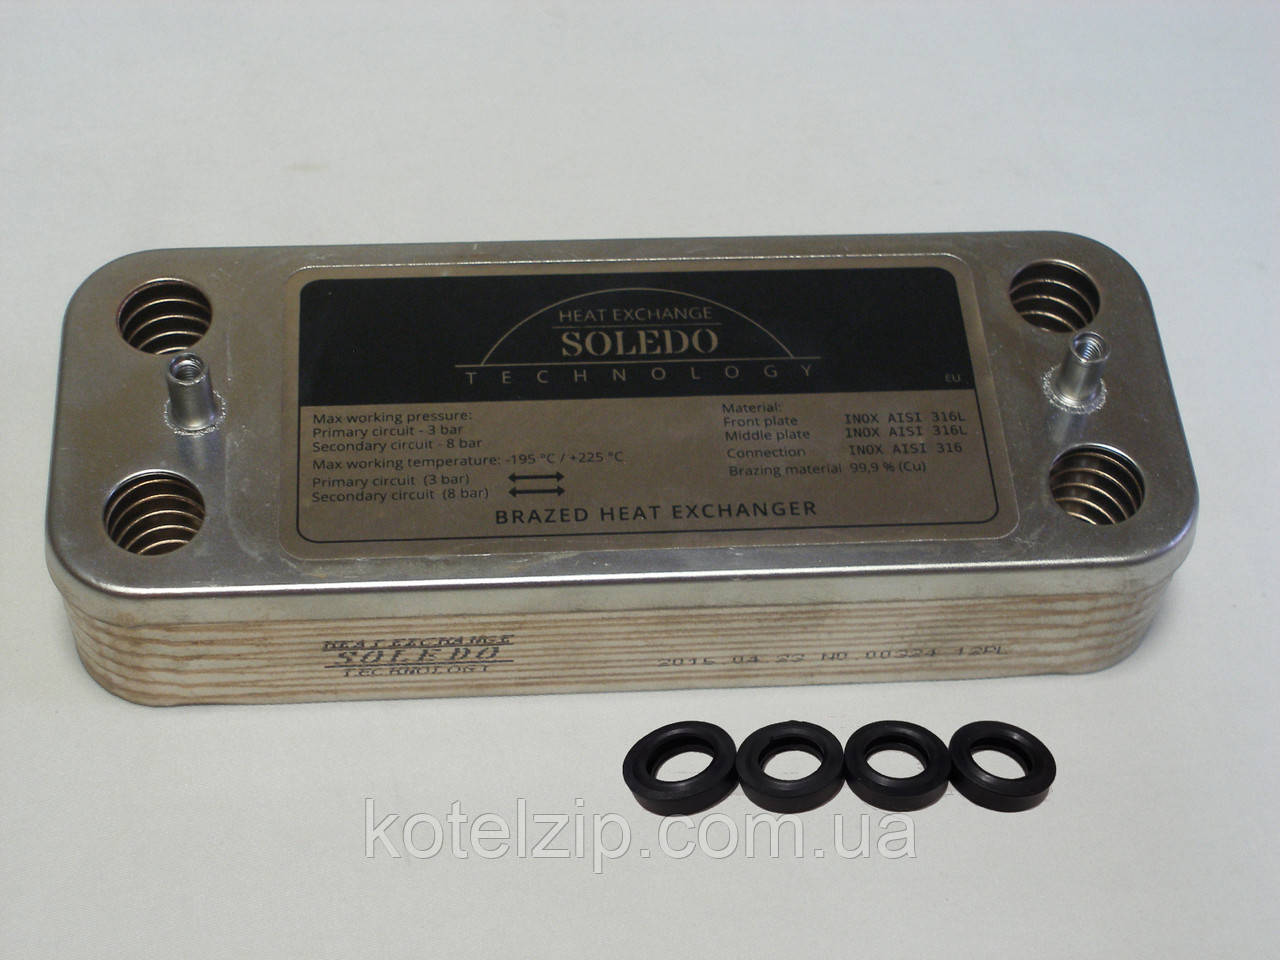 HEAT EXCHANGE
SOLEDO
TECHNOLOGY
EU
Max working pressure:
Primary circuit - 3 bar
Secondary circuit - 8 bar
Max working temperature: -195 °C / +225 °C
Primary circuit (3 bar)
Secondary circuit (8 bar)
Material:
Front plate INOX AISI 316L
Middle plate INOX AISI 316L
Connection INOX AISI 316
Brazing material 99,9 % (Cu)
BRAZED HEAT EXCHANGER
HEAT EXCHANGE
SOLEDO
TECHNOLOGY
04 22 NO 00324 12PL
kotelzip.com.ua